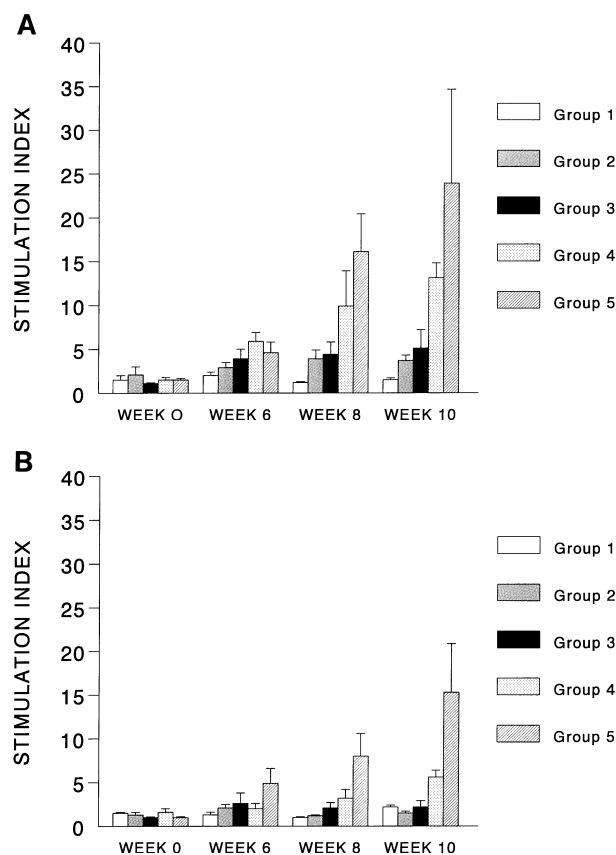 A
STIMULATION INDEX
40
35
30
25
20
15
10
5
0
WEEK O
WEEK 6
WEEK 8
WEEK 10
Group 1
Group 2
Group 3
Group 4
Group 5
B
STIMULATION INDEX
40
35
30
25
20
15
10
5
0
WEEK 0
WEEK 6
WEEK 8
WEEK 10
Group 1
Group 2
Group 3
Group 4
Group 5